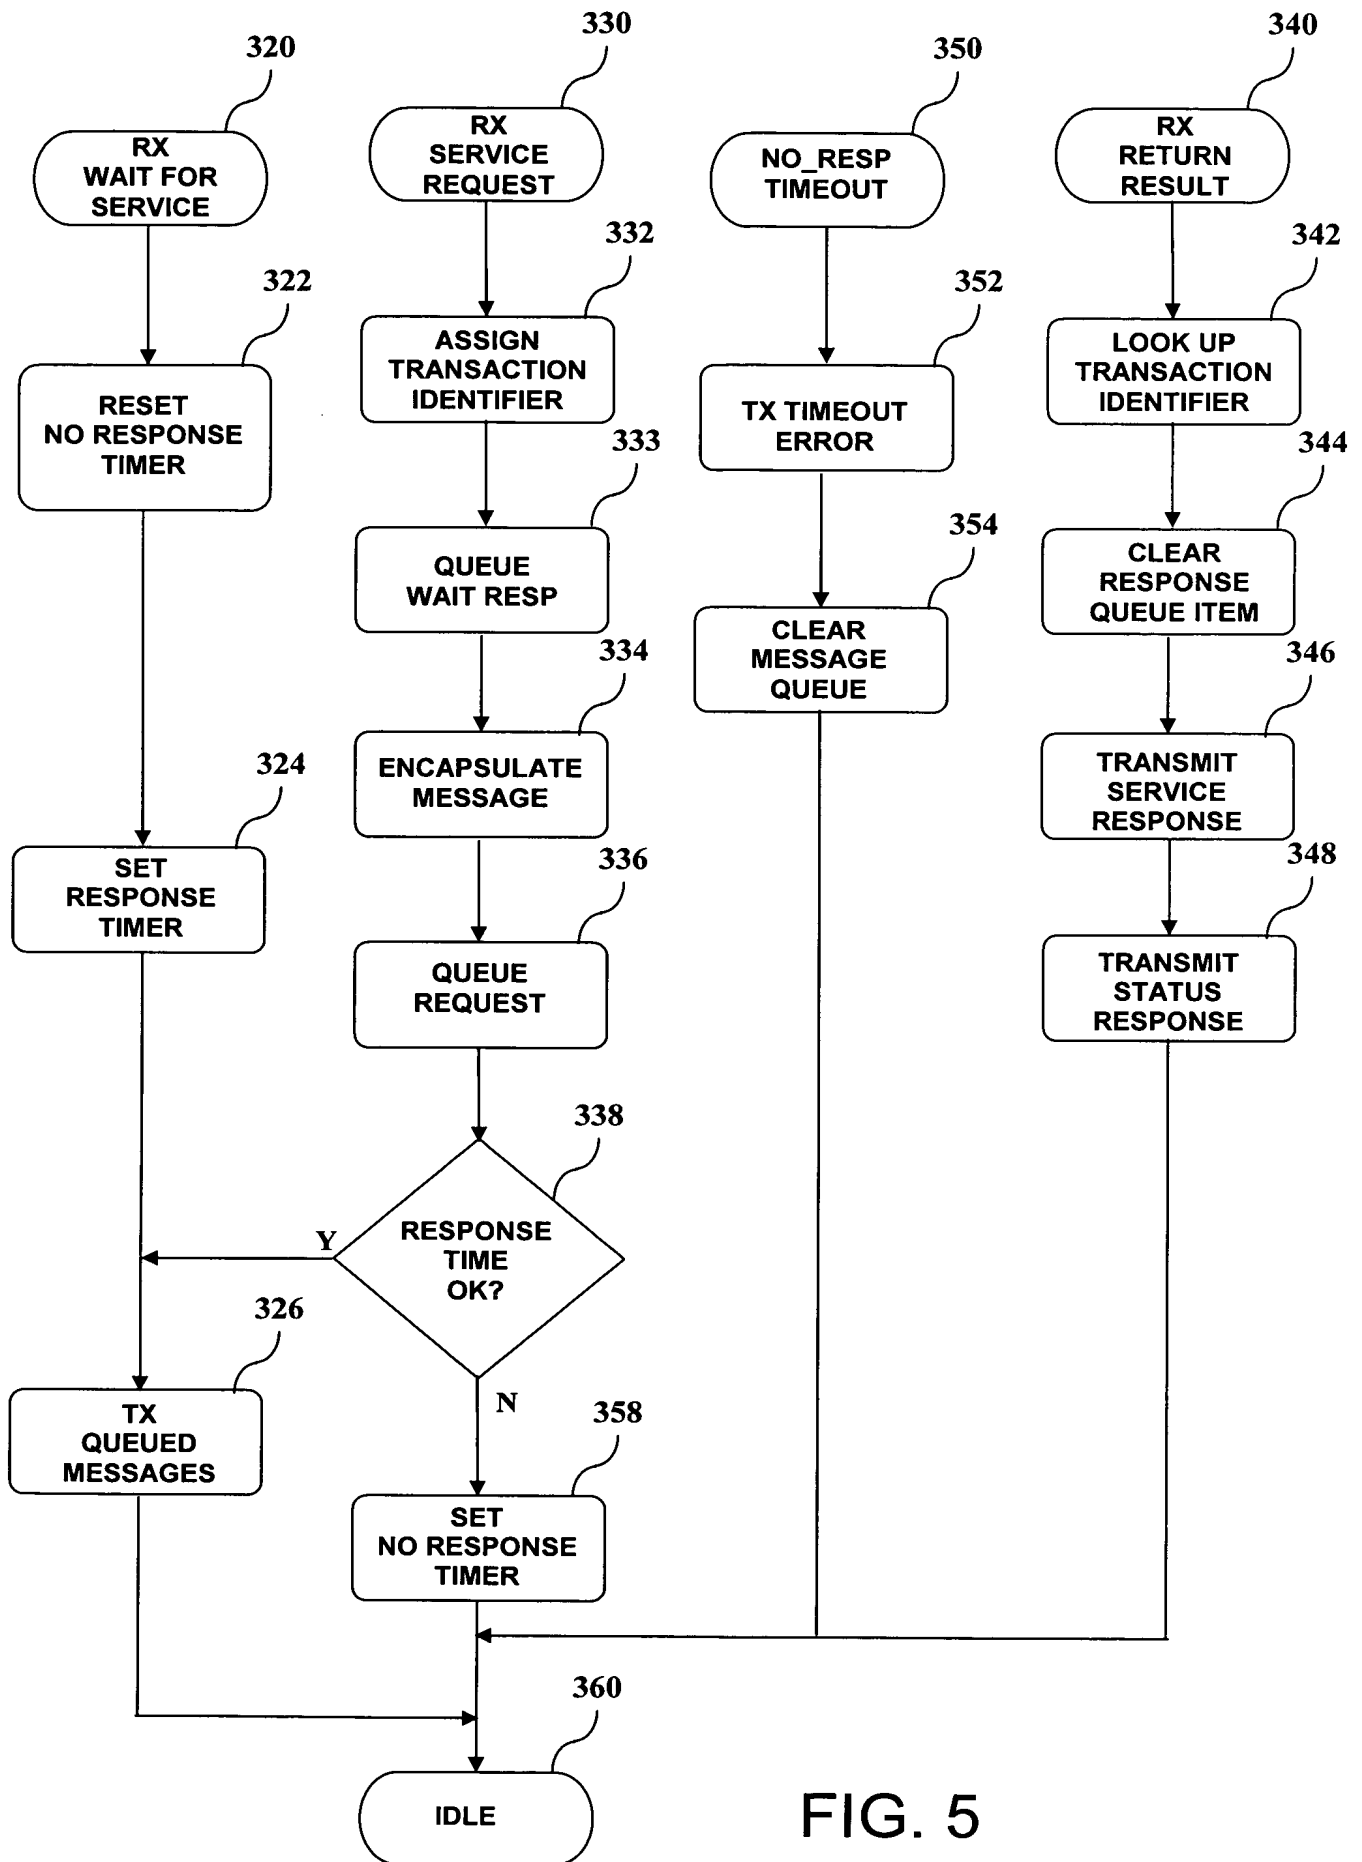 320
330
350
340
RX
WAIT FOR
SERVICE
RX
SERVICE
REQUEST
NO_RESP
TIMEOUT
RX
RETURN
RESULT
322
332
352
342
RESET
NO RESPONSE
TIMER
ASSIGN
TRANSACTION
IDENTIFIER
TX TIMEOUT
ERROR
LOOK UP
TRANSACTION
IDENTIFIER
333
354
344
QUEUE
WAIT RESP
CLEAR
MESSAGE
QUEUE
CLEAR
RESPONSE
QUEUE ITEM
324
334
346
SET
RESPONSE
TIMER
ENCAPSULATE
MESSAGE
TRANSMIT
SERVICE
RESPONSE
336
348
QUEUE
REQUEST
TRANSMIT
STATUS
RESPONSE
338
Y
RESPONSE
TIME
OK?
326
N
TX
QUEUED
MESSAGES
358
SET
NO RESPONSE
TIMER
360
IDLE
FIG. 5